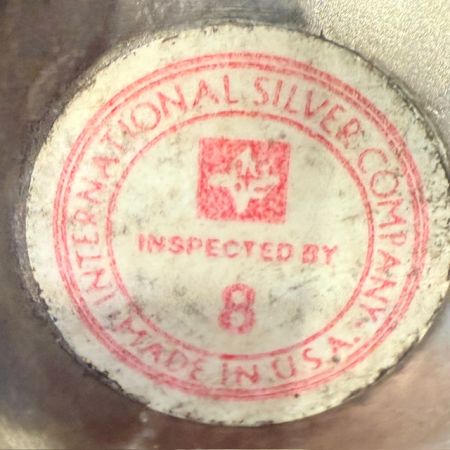 INTERNATIONAL SILVER COMPANY
INSPECTED BY
8
MADE IN U.S.A.